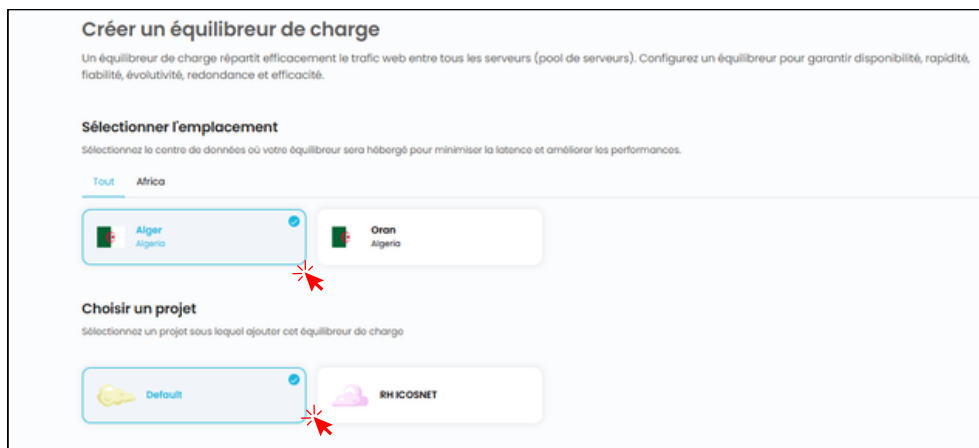 Créer un équilibreur de charge
Un équilibreur de charge répartit efficacement le trafic web entre tous les serveurs (pool de serveurs). Configurez un équilibreur pour garantir disponibilité, rapidité,
fiabilité, évolutivité, redondance et efficacité.
Sélectionner l'emplacement
Sélectionnez le centre de données où votre équilibreur sera hébergé pour minimiser la latence et améliorer les performances.
Tout Africa
Alger Oran
Algeria Algeria
Choisir un projet
Sélectionnez un projet sous lequel ajouter cet équilibreur de charge
Default RH ICOSNET